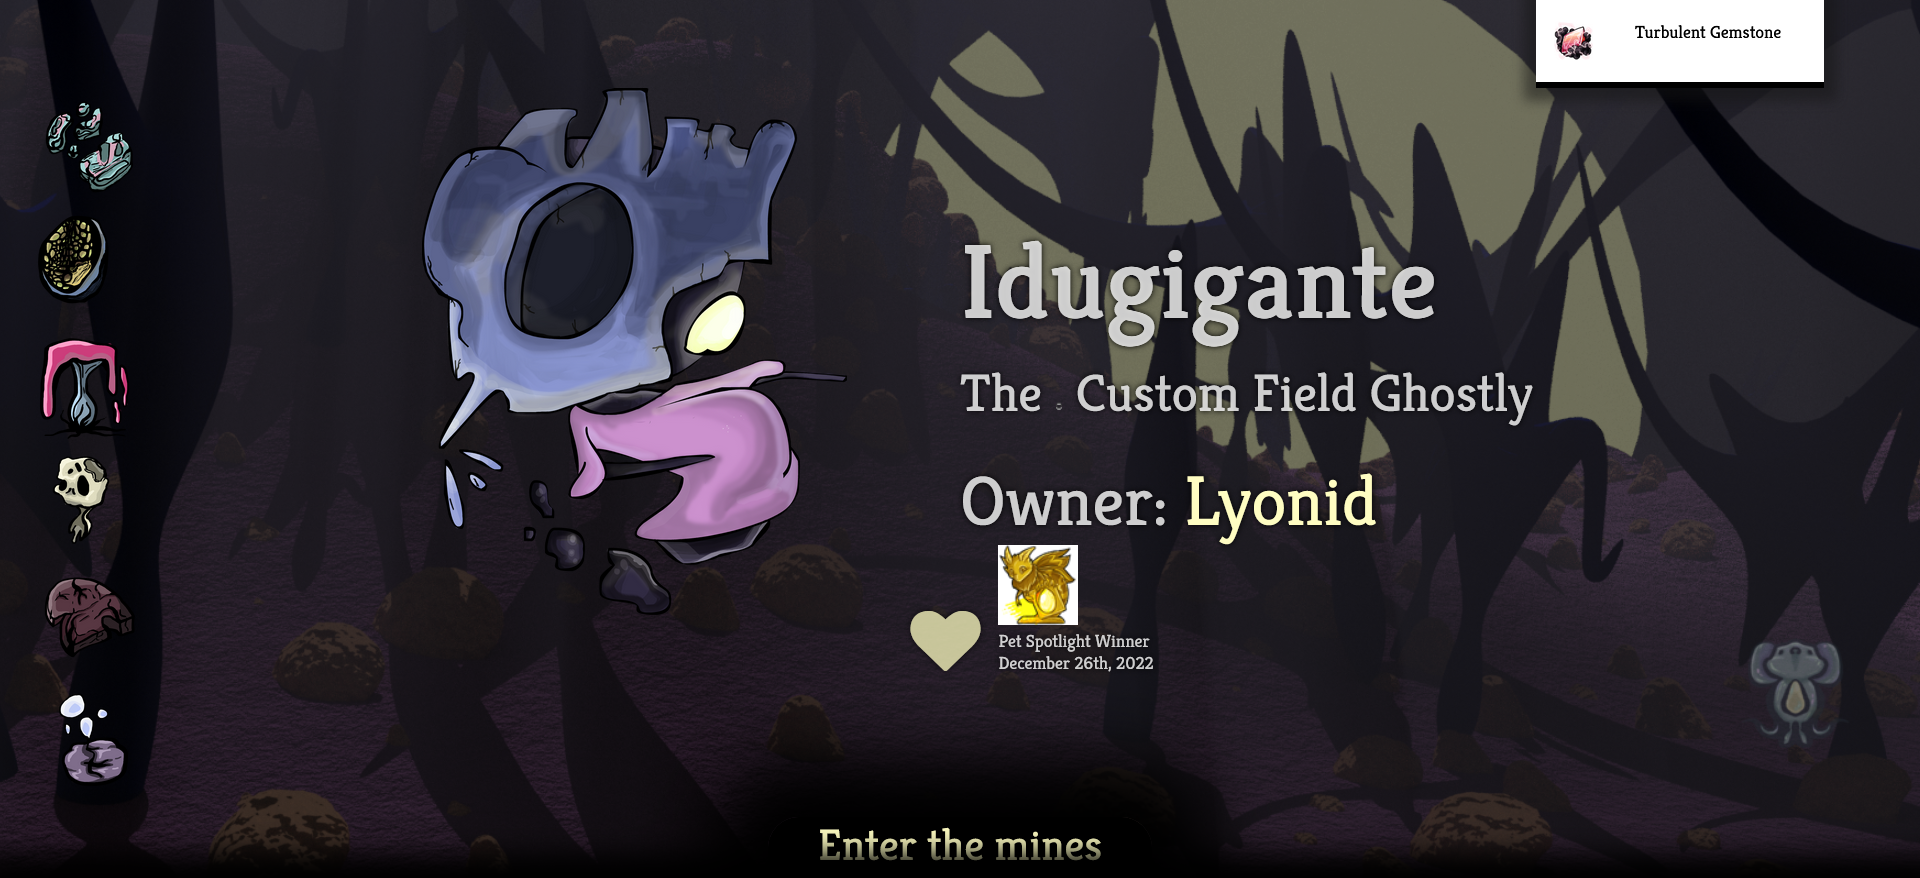 Turbulent Gemstone
Idugigante
The . Custom Field Ghostly
Owner: Lyonid
Pet Spotlight Winner
December 26th, 2022
Enter the mines